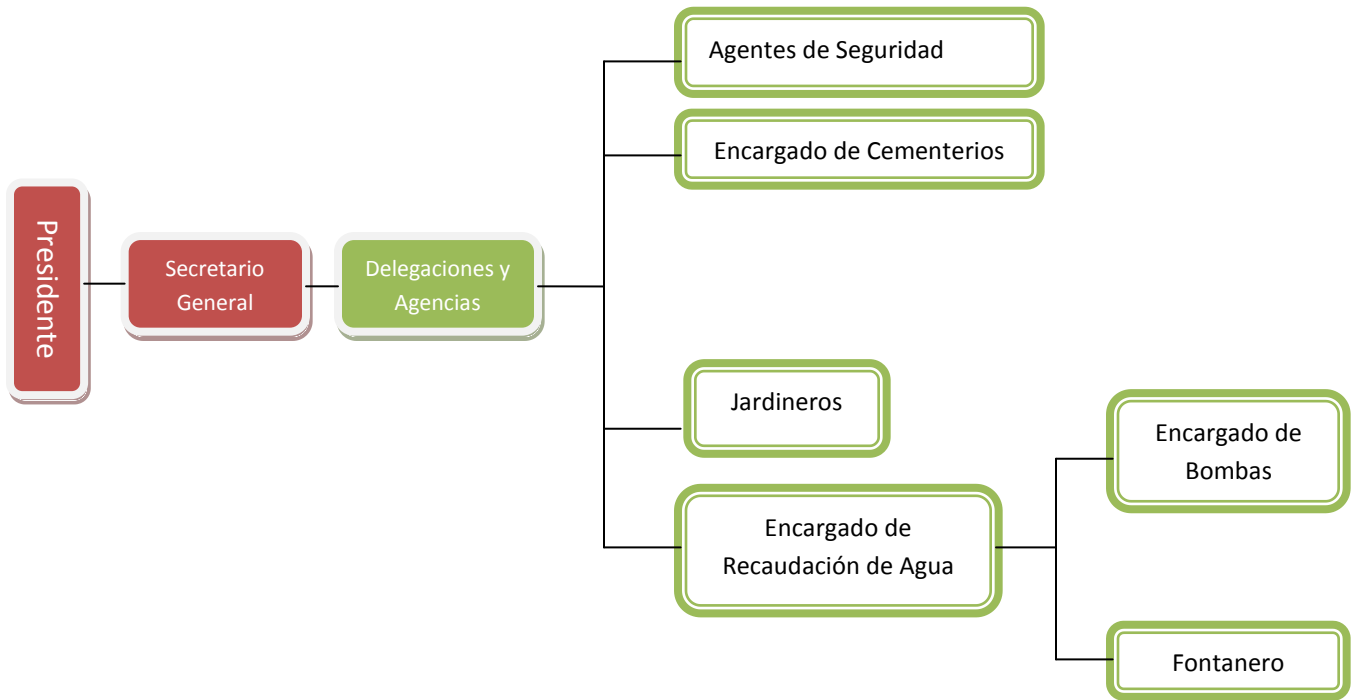 Presidente
Secretario
General
Delegaciones y
Agencias
Agentes de Seguridad
Encargado de Cementerios
Jardineros
Encargado de
Recaudación de Agua
Encargado de
Bombas
Fontanero